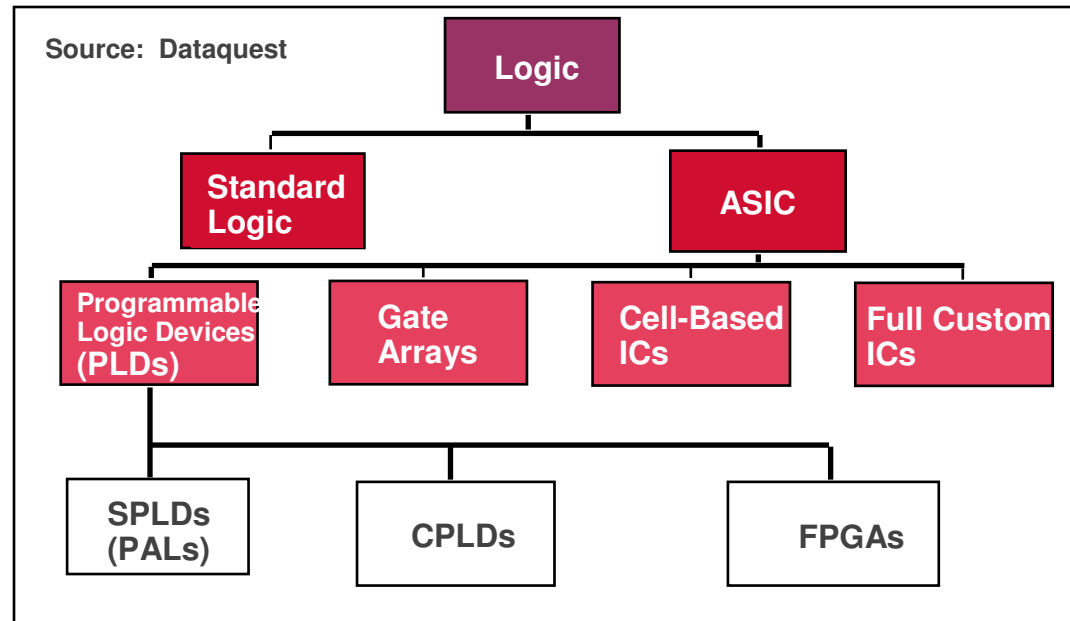 Source: Dataquest
Logic
Standard
Logic
ASIC
Programmable
Logic Devices
(PLDs)
Gate
Arrays
Cell-Based
ICs
Full Custom
ICs
SPLDs
(PALs)
CPLDs
FPGAs